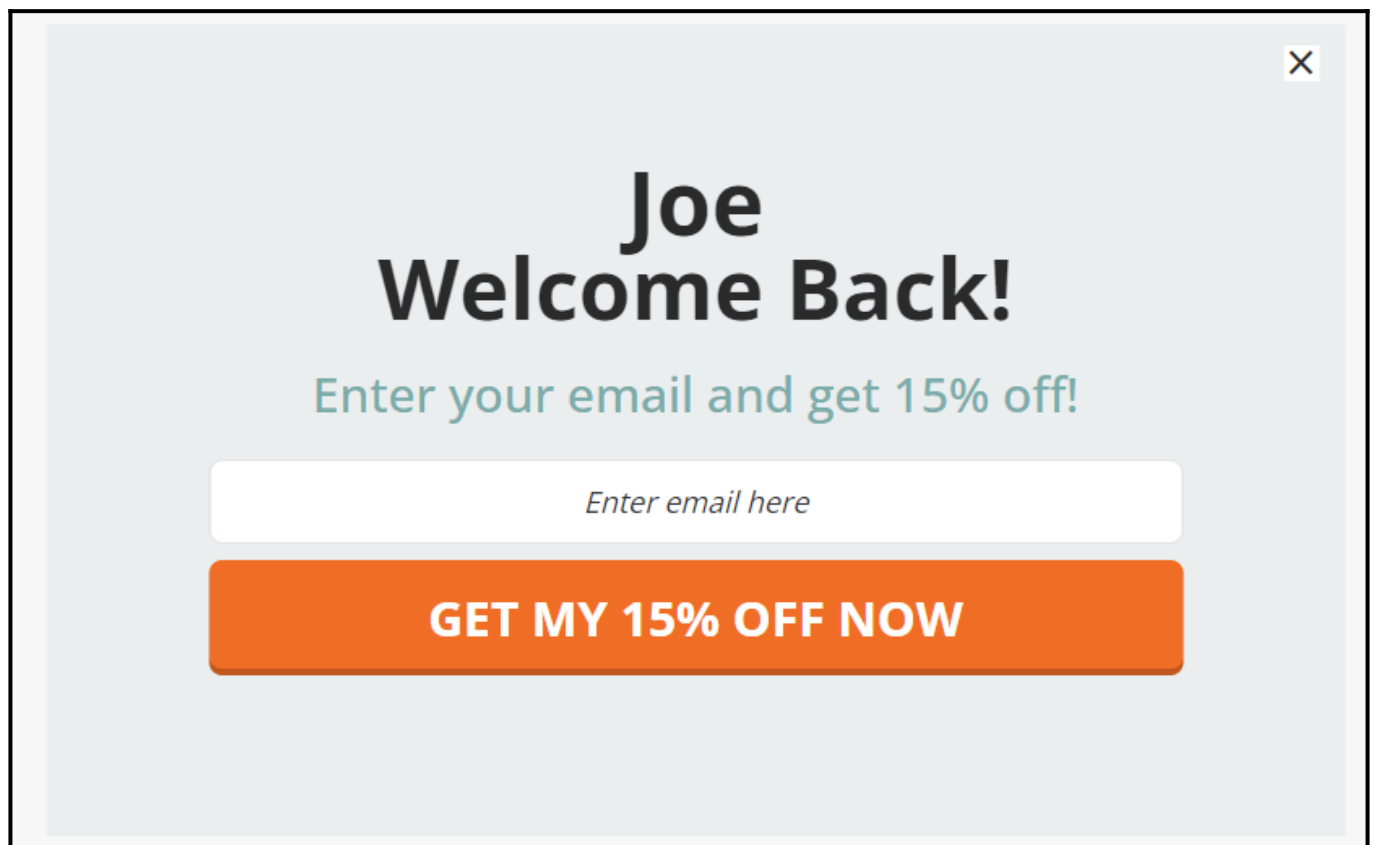 Joe
Welcome Back!
Enter your email and get 15% off!
Enter email here
GET MY 15% OFF NOW